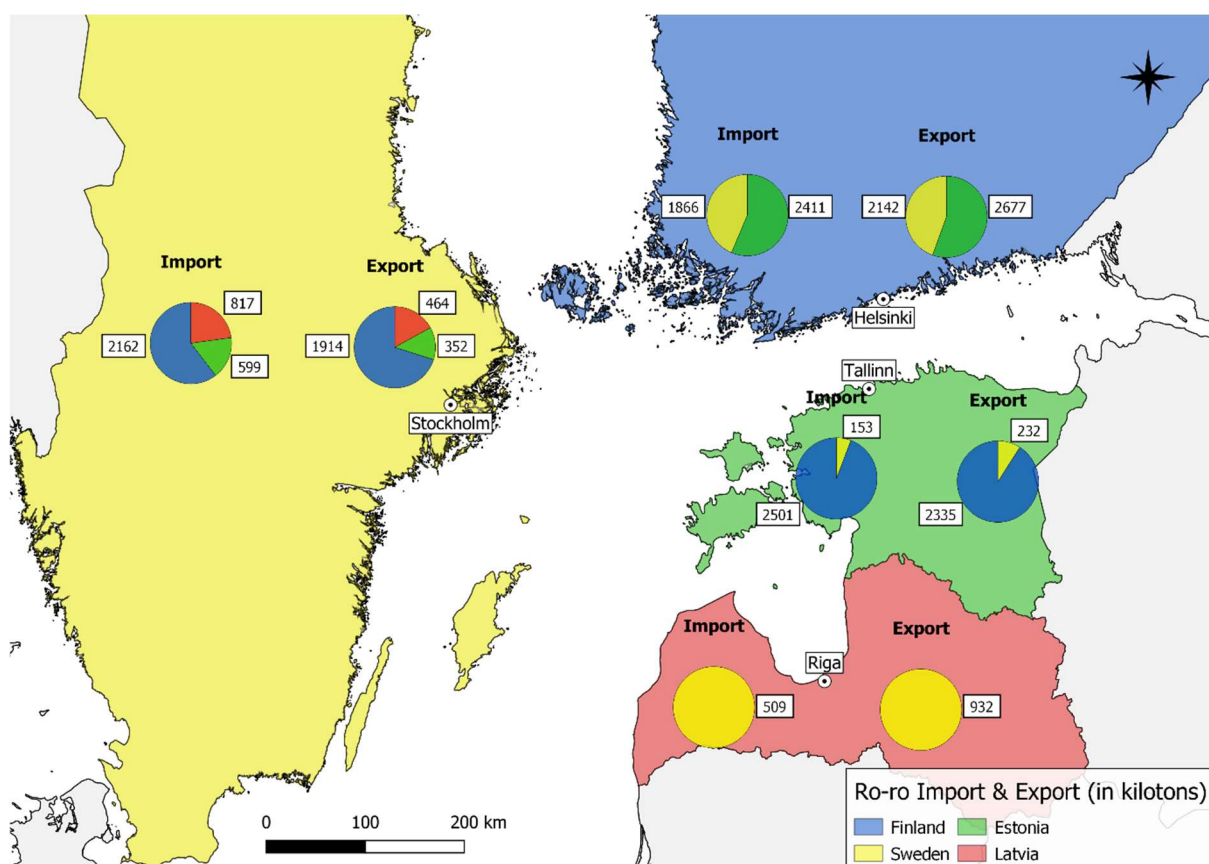 Import
Export
1866
2411
2142
2677
Helsinki
Import
Export
817
464
2162
599
1914
352
Stockholm
Tallinn
Import
Export
153
232
2501
2335
Import
Export
Riga
509
932
0
100
200 km
Ro-ro Import & Export (in kilotons)
Finland
Estonia
Sweden
Latvia